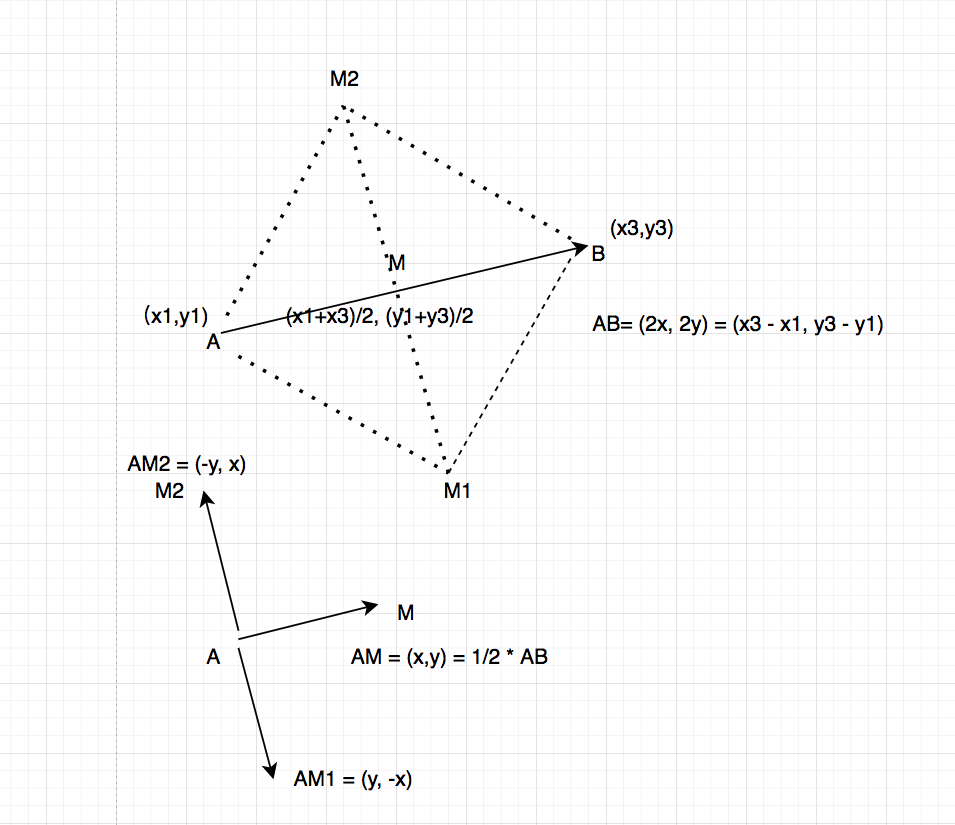 M2
(x3,y3)
B
M
(x1,y1)
(x1+x3)/2, (y1+y3)/2
A
AB= (2x, 2y) = (x3 - x1, y3 - y1)
AM2 = (-y, x)
M2
M1
M
A
AM = (x,y) = 1/2 * AB
AM1 = (y, -x)